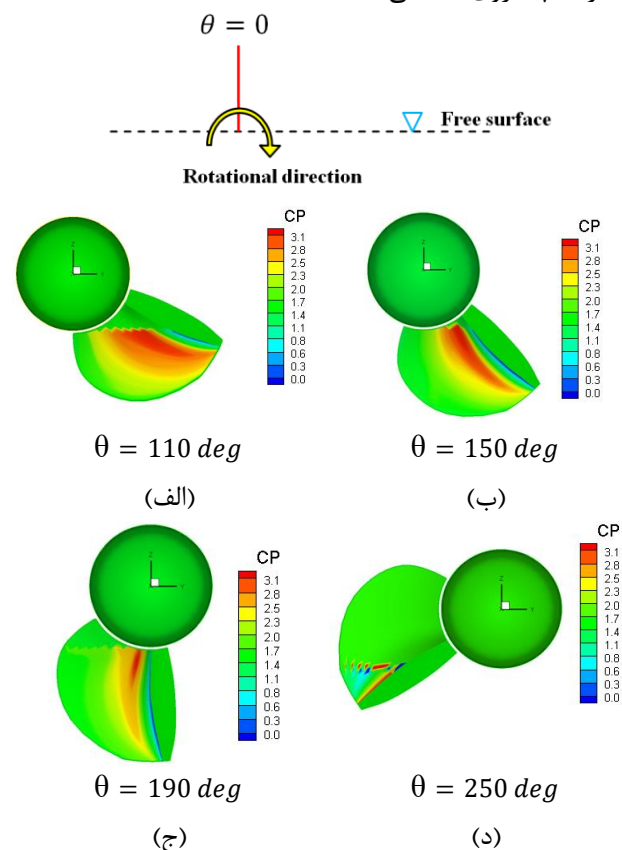 θ = 0
Free surface
Rotational direction
CP
3.1
2.8
2.5
2.3
2.0
1.7
1.4
1.1
0.8
0.6
0.3
0.0
Z
Y
θ = 110 deg
(الف)
CP
3.1
2.8
2.5
2.3
2.0
1.7
1.4
1.1
0.8
0.6
0.3
0.0
Z
Y
θ = 150 deg
(ب)
CP
3.1
2.8
2.5
2.3
2.0
1.7
1.4
1.1
0.8
0.6
0.3
0.0
Z
Y
θ = 190 deg
(ج)
CP
3.1
2.8
2.5
2.3
2.0
1.7
1.4
1.1
0.8
0.6
0.3
0.0
Z
Y
θ = 250 deg
(د)